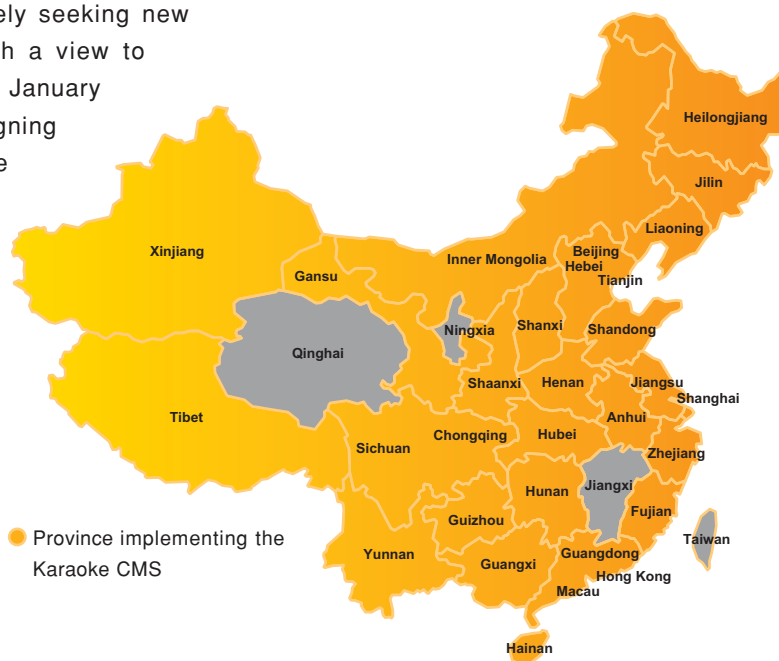 ely seeking new
h a view to
January
gning
e
Heilongjiang
Jilin
Liaoning
Xinjiang
Inner Mongolia
Beijing
Hebei
Tianjin
Gansu
Ningxia
Shanxi
Shandong
Qinghai
Shaanxi
Henan
Jiangsu
Shanghai
Tibet
Sichuan
Chongqing
Hubei
Anhui
Zhejiang
Hunan
Jiangxi
Guizhou
Fujian
Province implementing the
Karaoke CMS
Yunnan
Guangxi
Guangdong
Taiwan
Hong Kong
Macau
Hainan